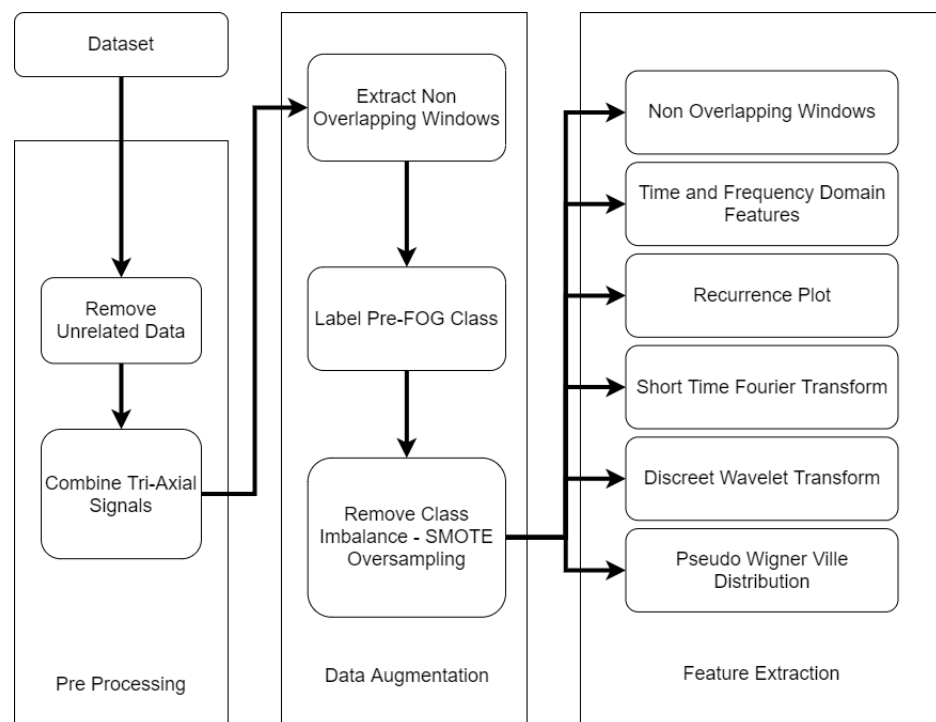 Dataset
Remove
Unrelated Data
Combine Tri-Axial
Signals
Pre Processing
Extract Non
Overlapping Windows
Label Pre-FOG Class
Remove Class
Imbalance - SMOTE
Oversampling
Data Augmentation
Non Overlapping Windows
Time and Frequency Domain
Features
Recurrence Plot
Short Time Fourier Transform
Discreet Wavelet Transform
Pseudo Wigner Ville
Distribution
Feature Extraction